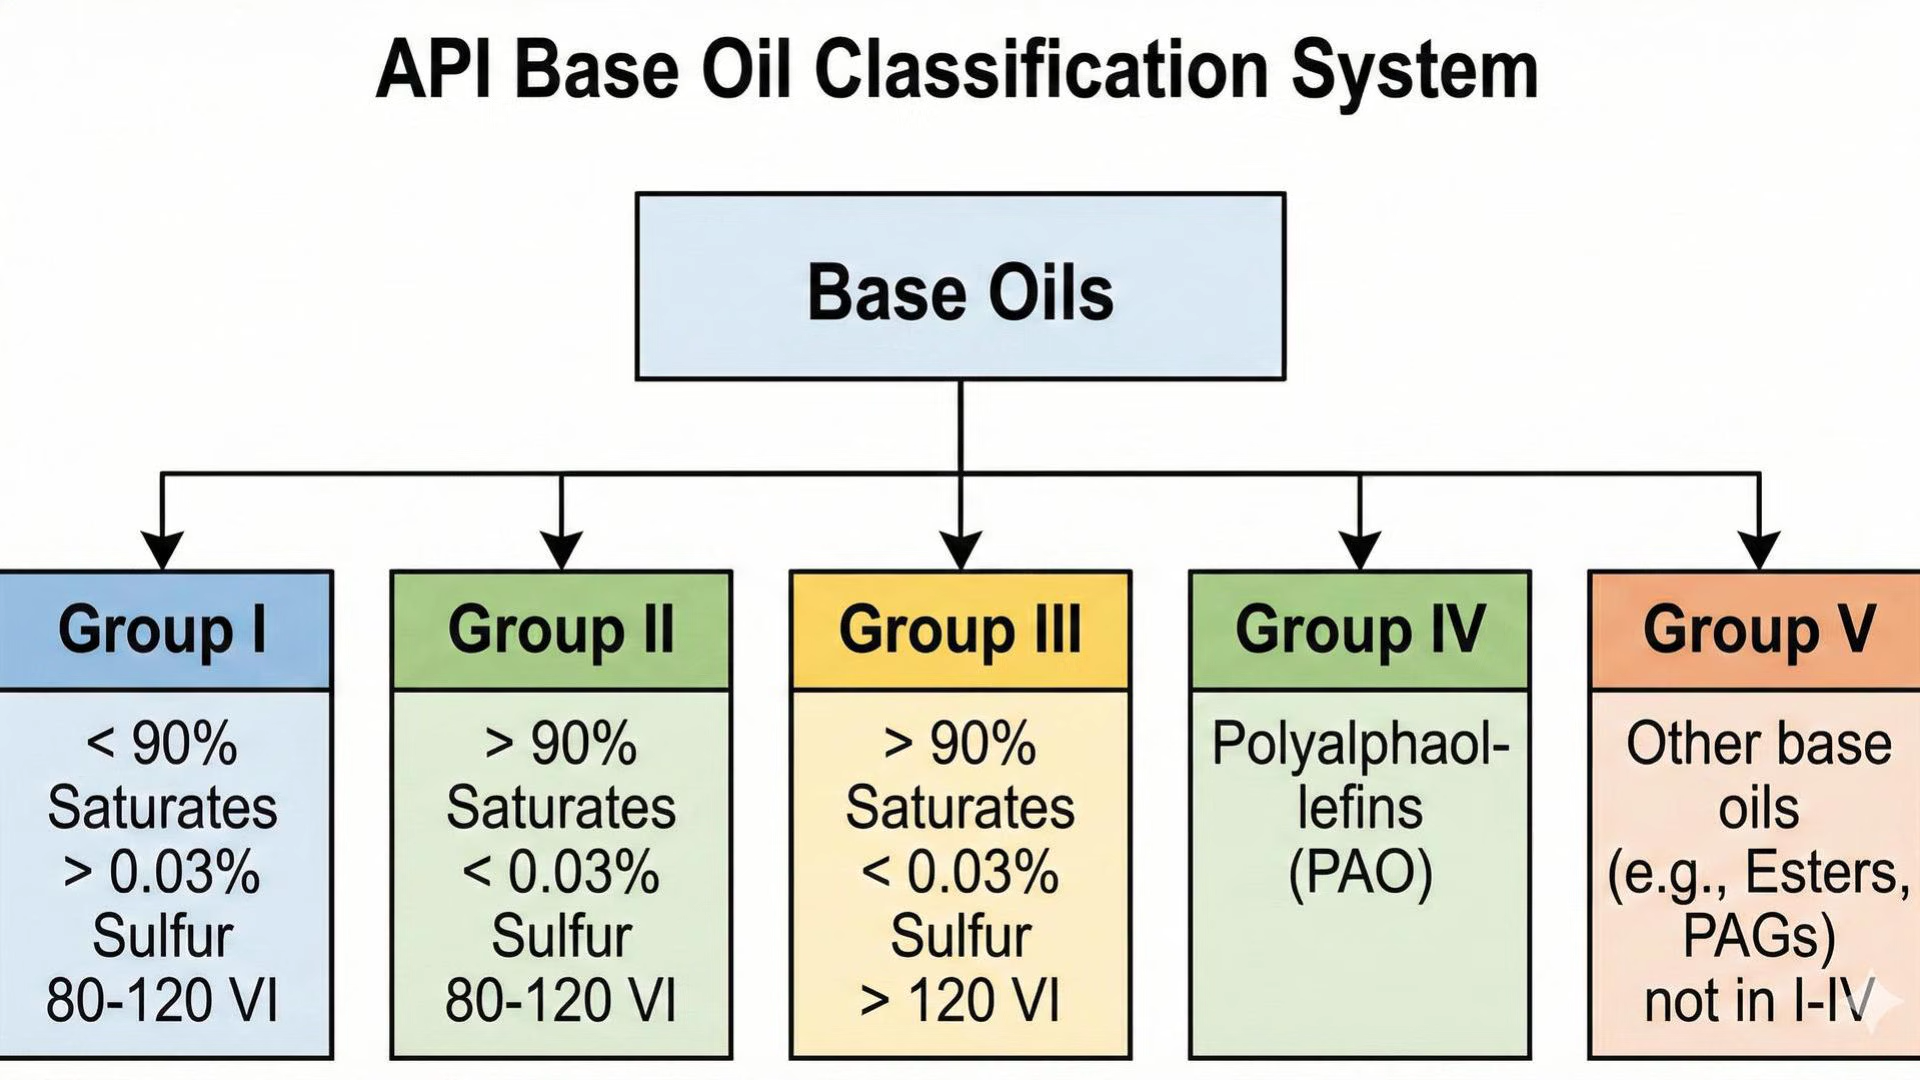 API Base Oil Classification System
Base Oils
Group I
< 90%
Saturates
> 0.03%
Sulfur
80-120 VI
Group II
> 90%
Saturates
< 0.03%
Sulfur
80-120 VI
Group III
> 90%
Saturates
< 0.03%
Sulfur
> 120 VI
Group IV
Polyalphaol-
lefins
(PAO)
Group V
Other base
oils
(e.g., Esters,
PAGs)
not in I-IV